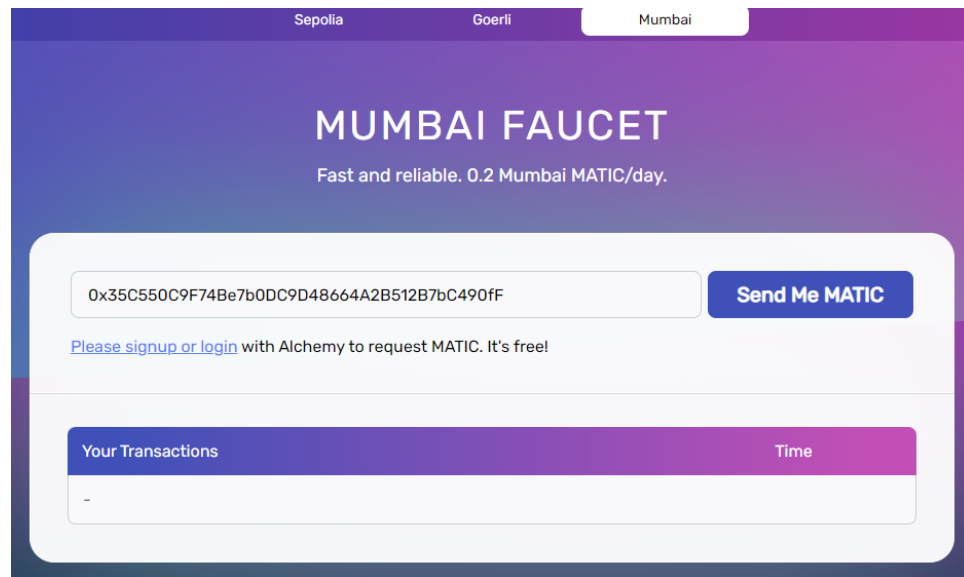 Sepolia Goerli Mumbai
MUMBAI FAUCET
Fast and reliable. 0.2 Mumbai MATIC/day.
0x35C550C9F74Be7b0DC9D48664A2B512B7bC490fF Send Me MATIC
Please signup or login with Alchemy to request MATIC. It's free!
Your Transactions Time
-